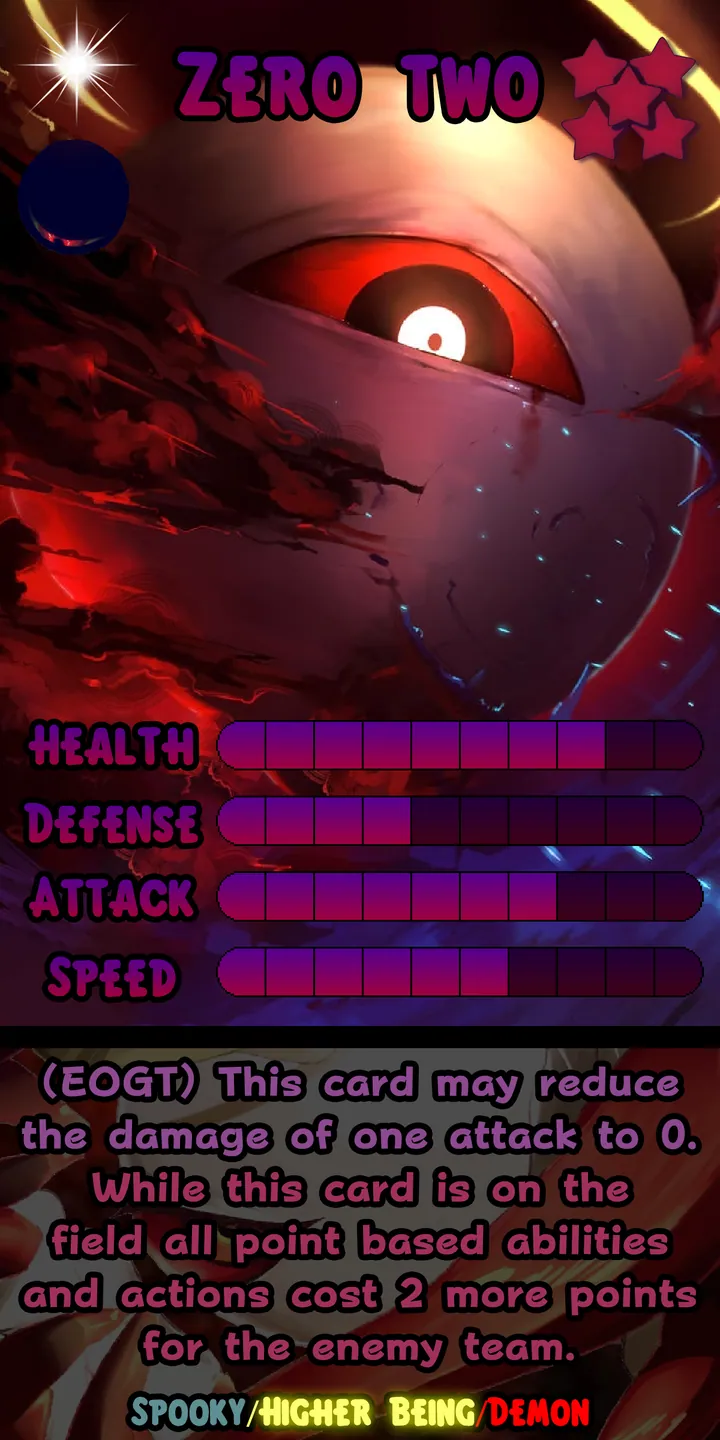 ZERO TWO
HEALTH
DEFENSE
ATTACK
SPEED
(EOGT) This card may reduce
the damage of one attack to 0.
While this card is on the
field all point based abilities
and actions cost 2 more points
for the enemy team.
SPOOKY/HIGHER BEING/DEMON